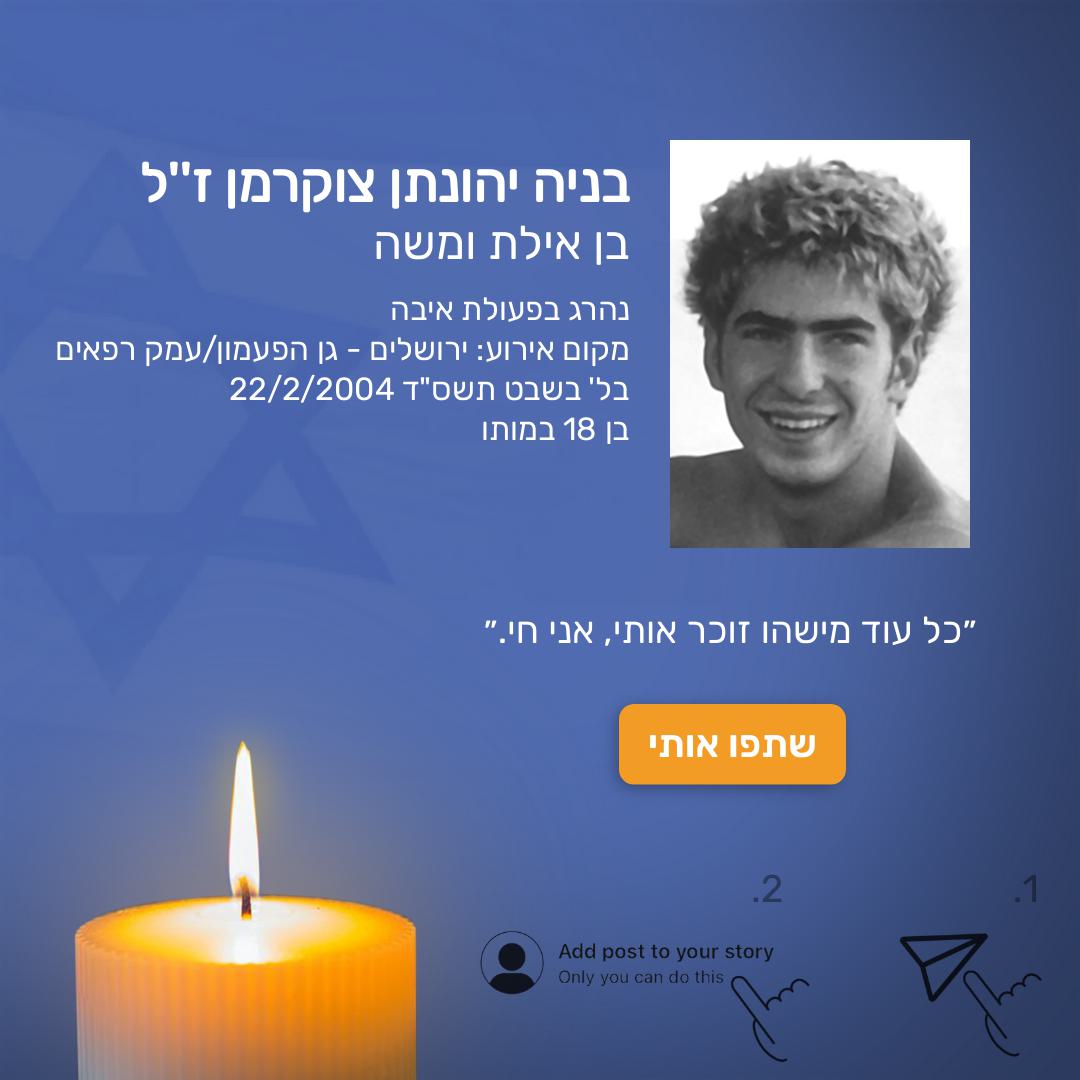 בניה יהונתן צוקרמן ז"ל
בן אילת ומשה
נהרג בפעולת איבה
מקום אירוע: ירושלים - גן הפעמון/עמק רפאים
בל' בשבט תשס"ד 22/2/2004
בן 18 במותו
״כל עוד מישהו זוכר אותי, אני חי.״
שתפו אותי
1.
2.
Add post to your story
Only you can do this